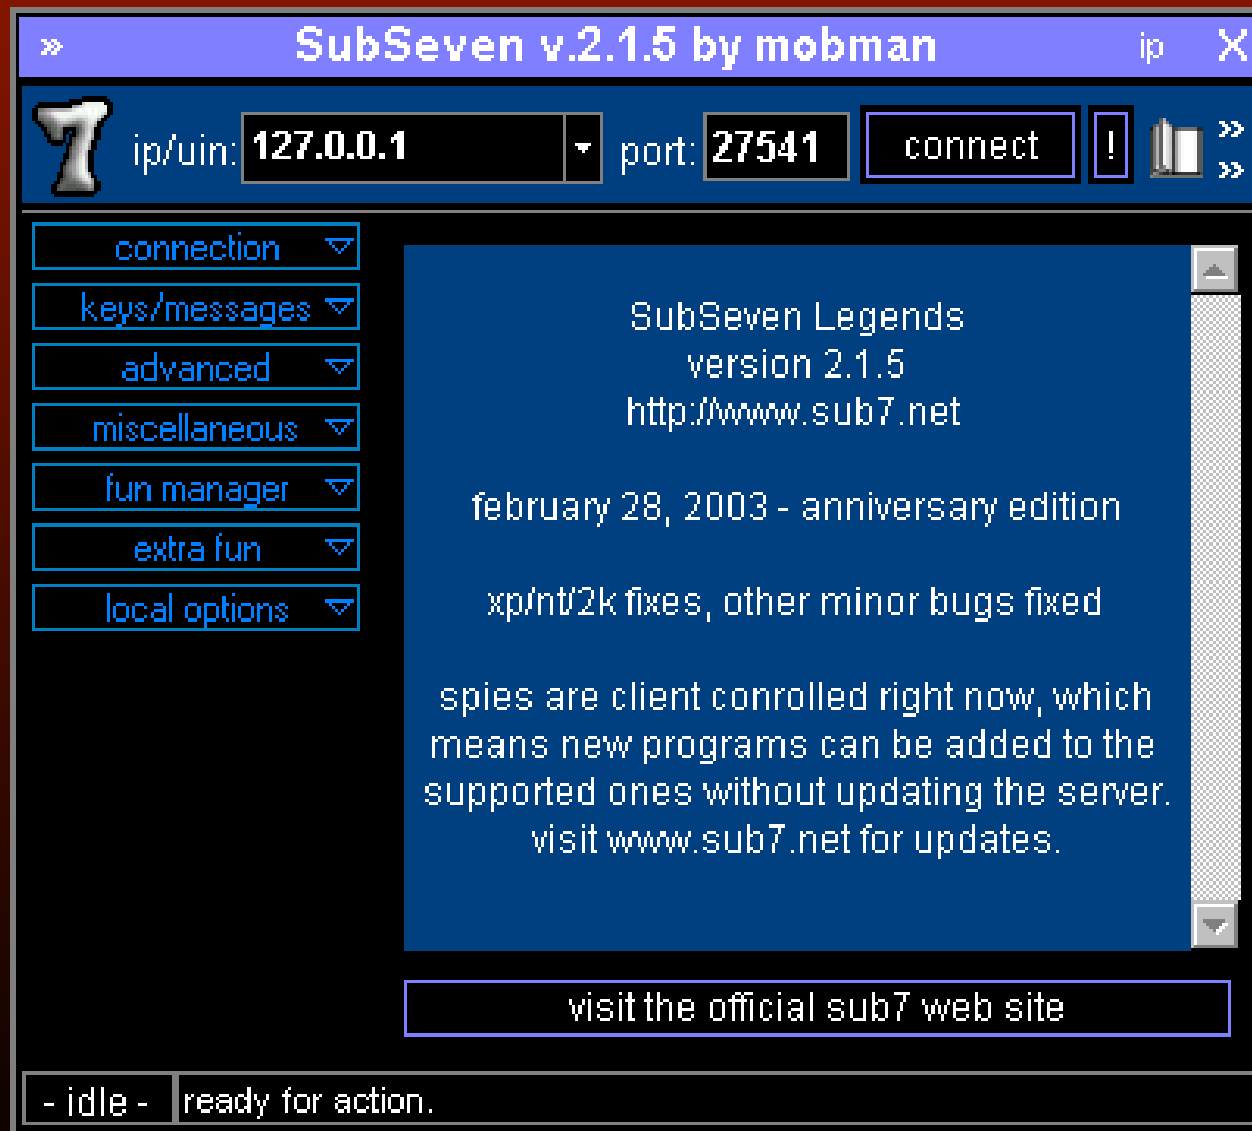 » SubSeven v.2.1.5 by mobman ip X
7 ip/uin: 127.0.0.1 port: 27541 connect ! »
»
connection
keys/messages
advanced
miscellaneous
fun manager
extra fun
local options
SubSeven Legends
version 2.1.5
http://www.sub7.net
february 28, 2003 - anniversary edition
xp/nt/2k fixes, other minor bugs fixed
spies are client conrolled right now, which
means new programs can be added to the
supported ones without updating the server.
visit www.sub7.net for updates.
visit the official sub7 web site
- idle - ready for action.